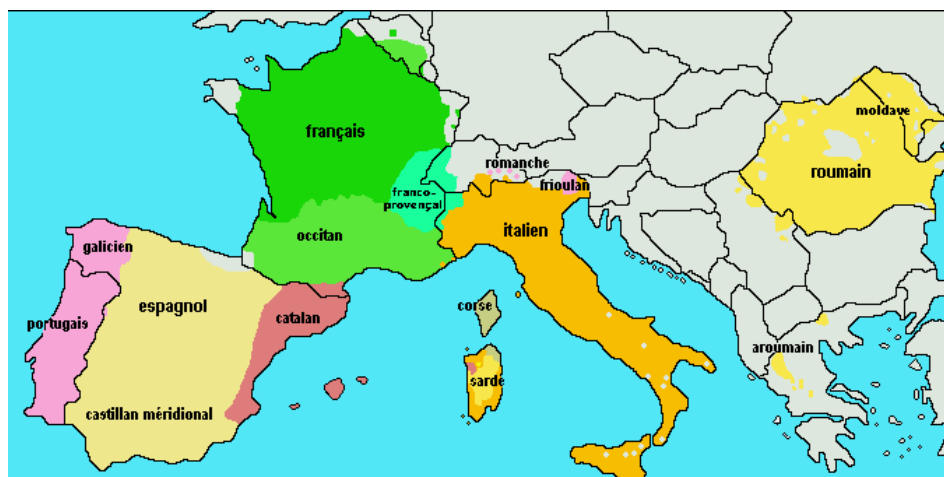 moldave
français
romanche
roumain
frioulan
franco-
provençal
italien
occitan
galicien
espagnol
corse
catalan
portugais
aroumain
sarde
castillan méridional